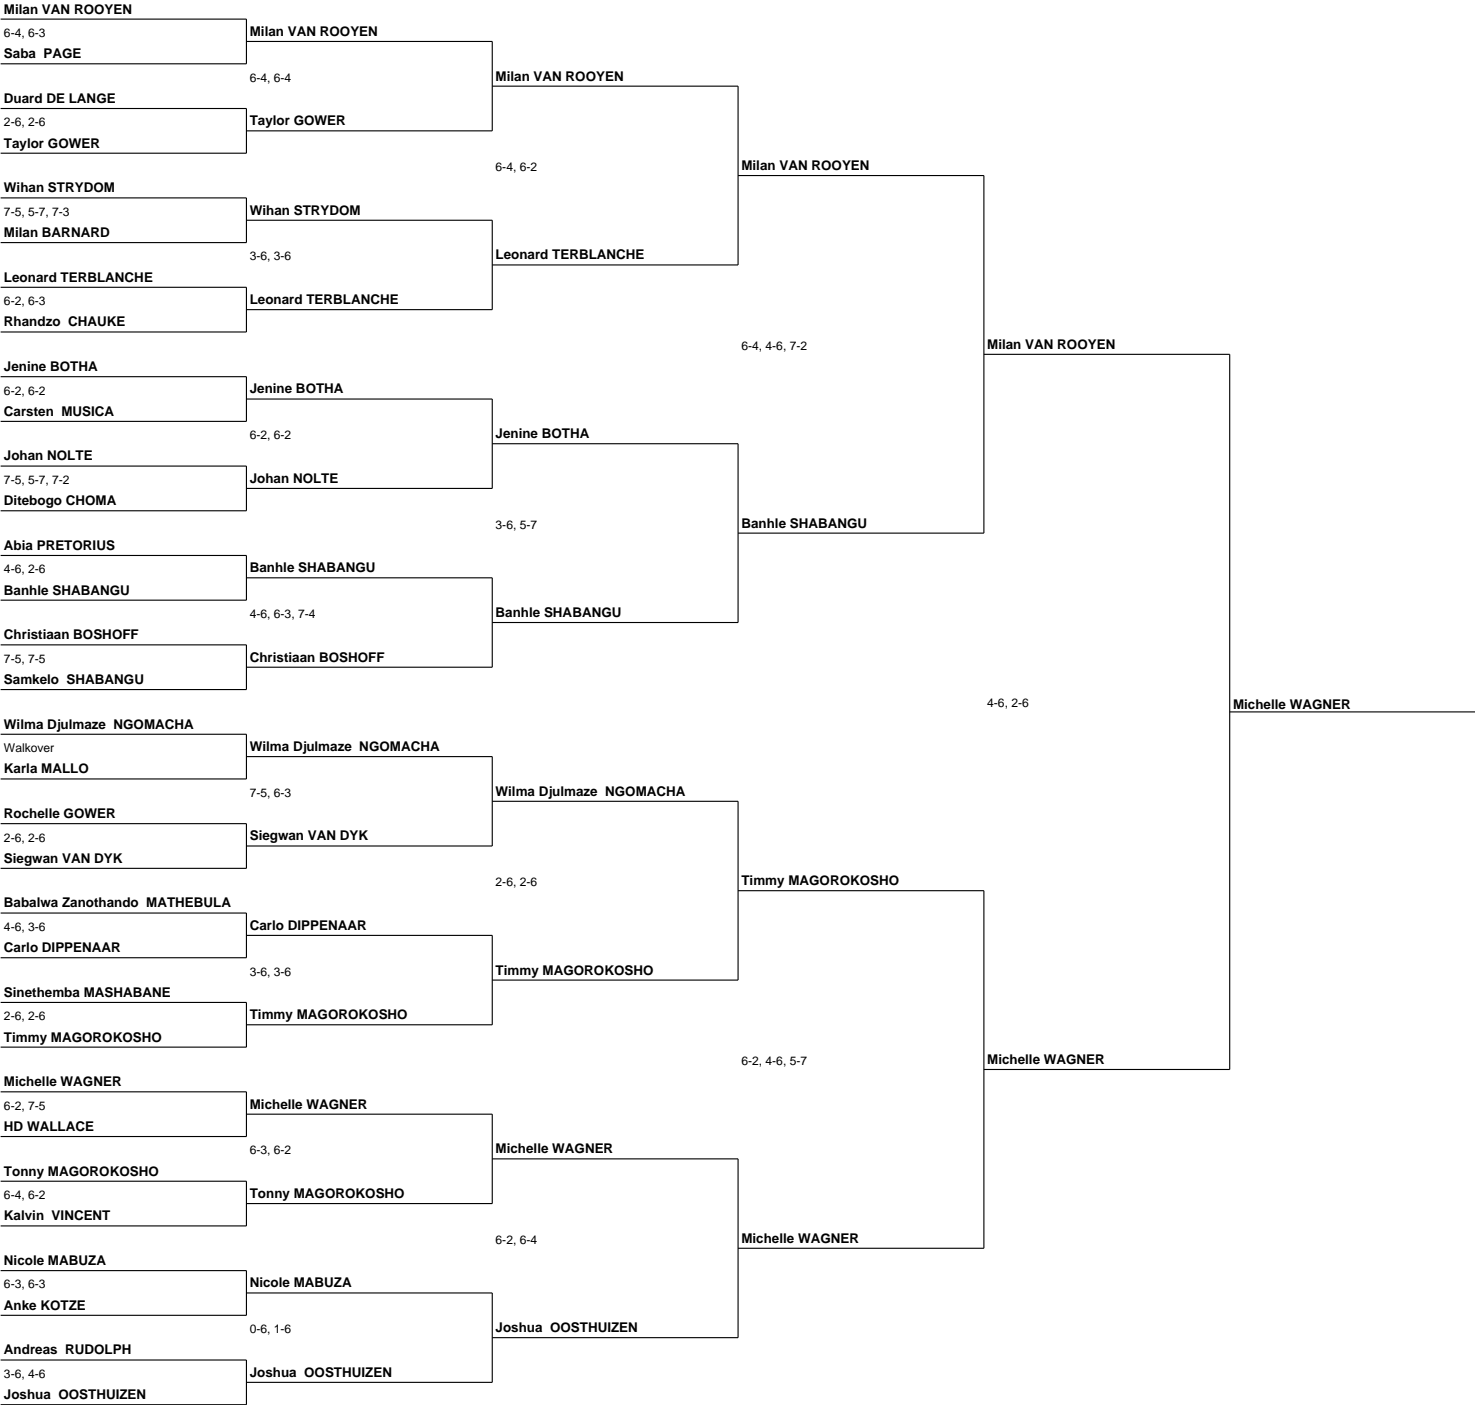 Milan VAN ROOYEN
6-4, 6-3
Milan VAN ROOYEN
Saba PAGE
6-4, 6-4
Milan VAN ROOYEN
Duard DE LANGE
2-6, 2-6
Taylor GOWER
Taylor GOWER
6-4, 6-2
Milan VAN ROOYEN
Wihan STRYDOM
7-5, 5-7, 7-3
Wihan STRYDOM
Milan BARNARD
3-6, 3-6
Leonard TERBLANCHE
Leonard TERBLANCHE
6-2, 6-3
Leonard TERBLANCHE
Rhandzo CHAUKE
6-4, 4-6, 7-2
Milan VAN ROOYEN
Jenine BOTHA
6-2, 6-2
Jenine BOTHA
Carsten MUSICA
6-2, 6-2
Jenine BOTHA
Johan NOLTE
7-5, 5-7, 7-2
Johan NOLTE
Ditebogo CHOMA
3-6, 5-7
Banhle SHABANGU
Abia PRETORIUS
4-6, 2-6
Banhle SHABANGU
Banhle SHABANGU
4-6, 6-3, 7-4
Banhle SHABANGU
Christiaan BOSHOFF
7-5, 7-5
Christiaan BOSHOFF
Samkelo SHABANGU
4-6, 2-6
Michelle WAGNER
Wilma Djulmaze NGOMACHA
Walkover
Wilma Djulmaze NGOMACHA
Karla MALLO
7-5, 6-3
Wilma Djulmaze NGOMACHA
Rochelle GOWER
2-6, 2-6
Siegwan VAN DYK
Siegwan VAN DYK
2-6, 2-6
Timmy MAGOROKOSHO
Babalwa Zanothando MATHEBULA
4-6, 3-6
Carlo DIPPENAAR
Carlo DIPPENAAR
3-6, 3-6
Timmy MAGOROKOSHO
Sinethemba MASHABANE
2-6, 2-6
Timmy MAGOROKOSHO
Timmy MAGOROKOSHO
6-2, 4-6, 5-7
Michelle WAGNER
Michelle WAGNER
6-2, 7-5
Michelle WAGNER
HD WALLACE
6-3, 6-2
Michelle WAGNER
Tonny MAGOROKOSHO
6-4, 6-2
Tonny MAGOROKOSHO
Kalvin VINCENT
6-2, 6-4
Michelle WAGNER
Nicole MABUZA
6-3, 6-3
Nicole MABUZA
Anke KOTZE
0-6, 1-6
Joshua OOSTHUIZEN
Andreas RUDOLPH
3-6, 4-6
Joshua OOSTHUIZEN
Joshua OOSTHUIZEN